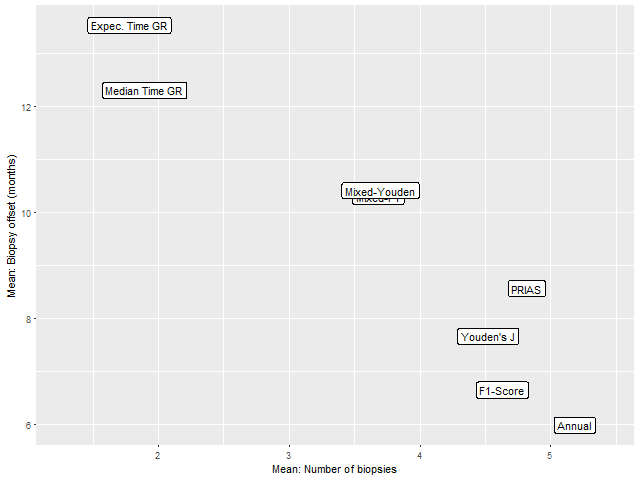 Expec. Time GR
Median Time GR
Mixed-Youden
PRIAS
Youden's J
F1-Score
Annual
12
10
8
6
Mean: Biopsy offset (months)
2
3
4
5
Mean: Number of biopsies